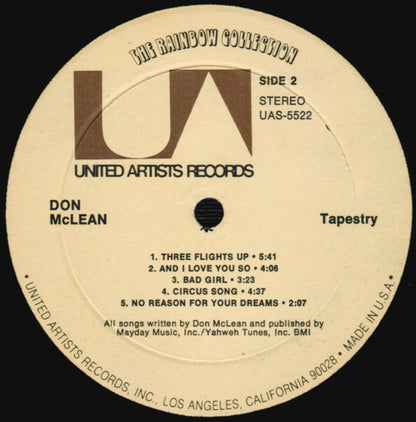 THE RAINBOW COLLECTION
UA
SIDE 2
STEREO
UAS-5522
UNITED ARTISTS RECORDS
DON
McLEAN
Tapestry
1. THREE FLIGHTS UP • 5:41
2. AND I LOVE YOU SO • 4:06
3. BAD GIRL • 3:23
4. CIRCUS SONG • 4:37
5. NO REASON FOR YOUR DREAMS • 2:07
All songs written by Don McLean and published by
Mayday Music, Inc./Yahweh Tunes, Inc. BMI
• UNITED ARTISTS RECORDS, INC., LOS ANGELES, CALIFORNIA 90028 • MADE IN U.S.A. •